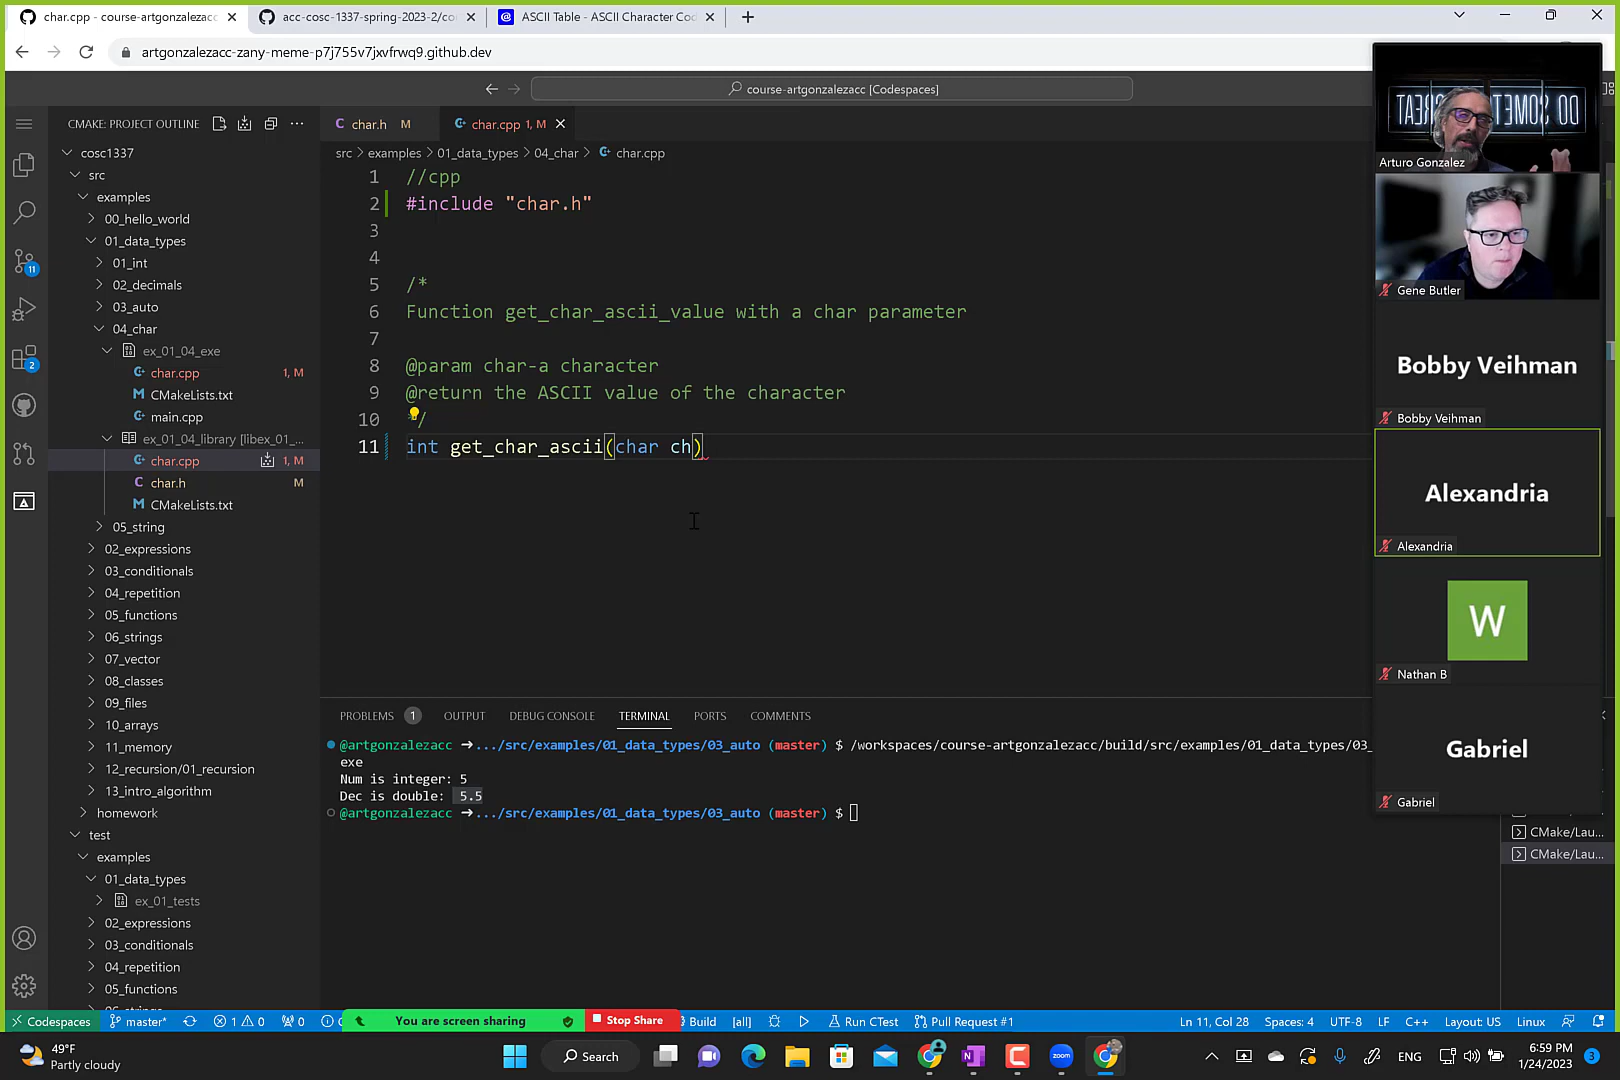 char.cpp - course-artgonzalezacc
acc-cosc-1337-spring-2023-2/co
ASCII Table - ASCII Character Co
artgonzalezacc-zany-meme-p7j755v7jxvfrwq9.github.dev
course-artgonzalezacc [Codespaces]
CMAKE: PROJECT OUTLINE
char.h M
char.cpp 1, M
src > examples > 01_data_types > 04_char > char.cpp
cosc1337
src
examples
00_hello_world
01_data_types
01_int
02_decimals
03_auto
04_char
ex_01_04_exe
char.cpp 1, M
CMakeLists.txt
main.cpp
ex_01_04_library [libex_01_...
char.cpp 1, M
char.h M
CMakeLists.txt
05_string
02_expressions
03_conditionals
04_repetition
05_functions
06_strings
07_vector
08_classes
09_files
10_arrays
11_memory
12_recursion/01_recursion
13_intro_algorithm
homework
test
examples
01_data_types
ex_01_tests
02_expressions
03_conditionals
04_repetition
05_functions
11
2
1 //cpp
2 #include "char.h"
3
4
5 /*
6 Function get_char_ascii_value with a char parameter
7
8 @param char-a character
9 @return the ASCII value of the character
10 */
11 int get_char_ascii(char ch)
PROBLEMS 1 OUTPUT DEBUG CONSOLE TERMINAL PORTS COMMENTS
@artgonzalezacc ➜.../src/examples/01_data_types/03_auto (master) $ /workspaces/course-artgonzalezacc/build/src/examples/01_data_types/03_
exe
Num is integer: 5
Dec is double: 5.5
@artgonzalezacc ➜.../src/examples/01_data_types/03_auto (master) $
CMake/Lau...
CMake/Lau...
DO SOMETHING GREAT
Arturo Gonzalez
Gene Butler
Bobby Veihman
Bobby Veihman
Alexandria
Alexandria
W
Nathan B
Gabriel
Gabriel
Codespaces master* 1 0 0 You are screen sharing Stop Share Build [all] Run CTest Pull Request #1 Ln 11, Col 28 Spaces: 4 UTF-8 LF C++ Layout: US Linux
49°F
Partly cloudy
Search
zoom
ENG
6:59 PM
1/24/2023
3